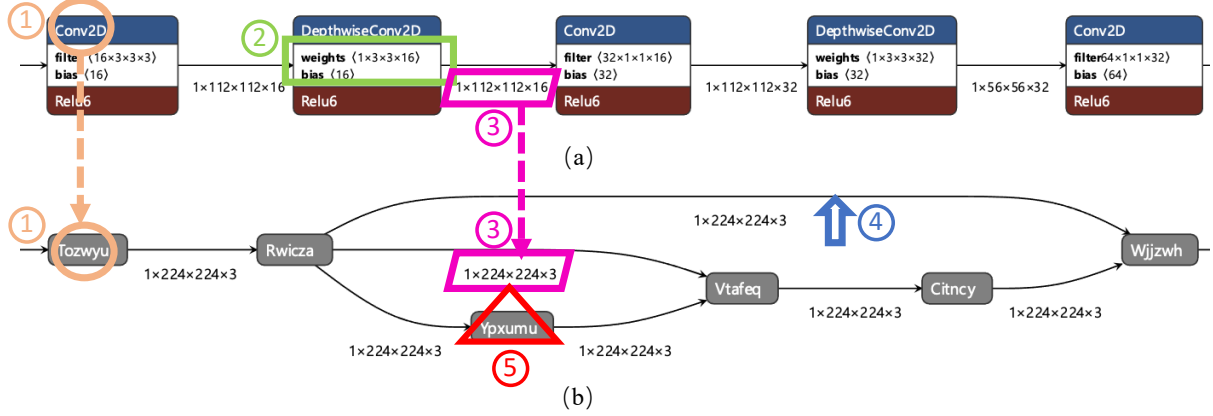 ① Conv2D DepthwiseConv2D Conv2D DepthwiseConv2D Conv2D
② filter ⟨16×3×3×3⟩ weights ⟨1×3×3×16⟩ filter ⟨32×1×1×16⟩ weights ⟨1×3×3×32⟩ filter64×1×1×32⟩
bias ⟨16⟩ bias ⟨16⟩ bias ⟨32⟩ bias ⟨32⟩ bias ⟨64⟩
1×112×112×16 1×112×112×16 1×112×112×32 1×56×56×32
Relu6 Relu6 Relu6 Relu6 Relu6
③
(a)
① 1×224×224×3 ④
③
Tozwyu Rwicza Wjjzwh
1×224×224×3 1×224×224×3
Vtafeq Citncy
1×224×224×3 1×224×224×3
Ypxumu
1×224×224×3 1×224×224×3
⑤
(b)